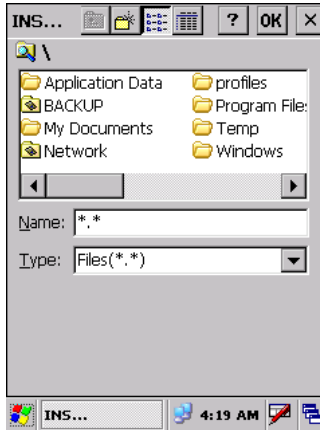 INS... ? OK ×
\
Application Data profiles
BACKUP Program File
My Documents Temp
Network Windows
Name: *.*
Type: Files(*.*)
INS... 4:19 AM